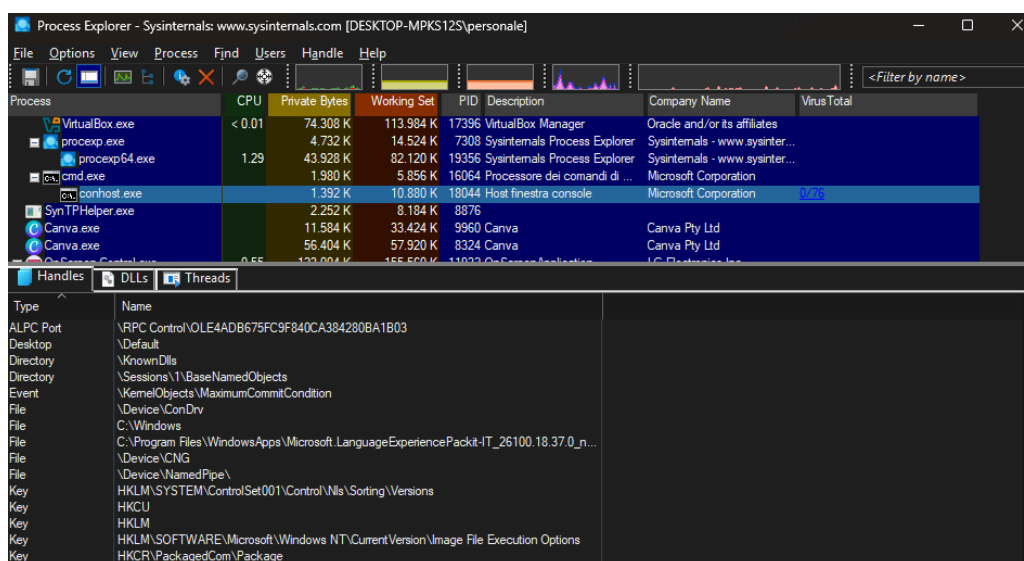 Process Explorer - Sysinternals: www.sysinternals.com [DESKTOP-MPKS12S\personale]
File Options View Process Find Users Handle Help
<Filter by name>
Process CPU Private Bytes Working Set PID Description Company Name VirusTotal
VirtualBox.exe < 0.01 74.308 K 113.984 K 17396 VirtualBox Manager Oracle and/or its affiliates
procexp.exe 4.732 K 14.524 K 7308 Sysinternals Process Explorer Sysinternals - www.sysinter...
procexp64.exe 1.29 43.928 K 82.120 K 19356 Sysinternals Process Explorer Sysinternals - www.sysinter...
cmd.exe 1.980 K 5.856 K 16064 Processore dei comandi di ... Microsoft Corporation
conhost.exe 1.392 K 10.880 K 18044 Host finestra console Microsoft Corporation 0/76
SynTPHelper.exe 2.252 K 8.184 K 8876
Canva.exe 11.584 K 33.424 K 9960 Canva Canva Pty Ltd
Canva.exe 56.404 K 57.920 K 8324 Canva Canva Pty Ltd
Handles DLLs Threads
Type Name
ALPC Port \RPC Control\OLE4ADB675FC9F840CA384280BA1B03
Desktop \Default
Directory \KnownDlls
Directory \Sessions\1\BaseNamedObjects
Event \KernelObjects\MaximumCommitCondition
File \Device\ConDrv
File C:\Windows
File C:\Program Files\WindowsApps\Microsoft.LanguageExperiencePackit-IT_26100.18.37.0_n...
File \Device\CNG
File \Device\NamedPipe\
Key HKLM\SYSTEM\ControlSet001\Control\Nls\Sorting\Versions
Key HKCU
Key HKLM
Key HKLM\SOFTWARE\Microsoft\Windows NT\CurrentVersion\Image File Execution Options
Key HKCR\PackagedCom\Package